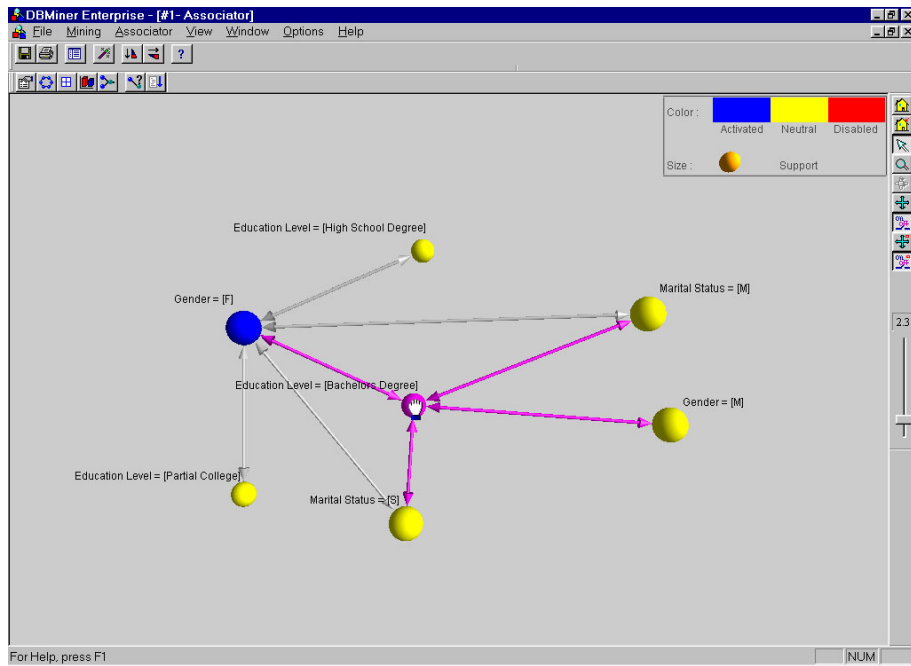 DBMiner Enterprise - [#1- Associator]
File Mining Associator View Window Options Help
?
Color :
Activated Neutral Disabled
Size : Support
Education Level = [High School Degree]
Gender = [F]
Marital Status = [M]
2.3
Education Level = [Bachelors Degree]
Gender = [M]
Education Level = [Partial College]
Marital Status = [S]
For Help, press F1 NUM